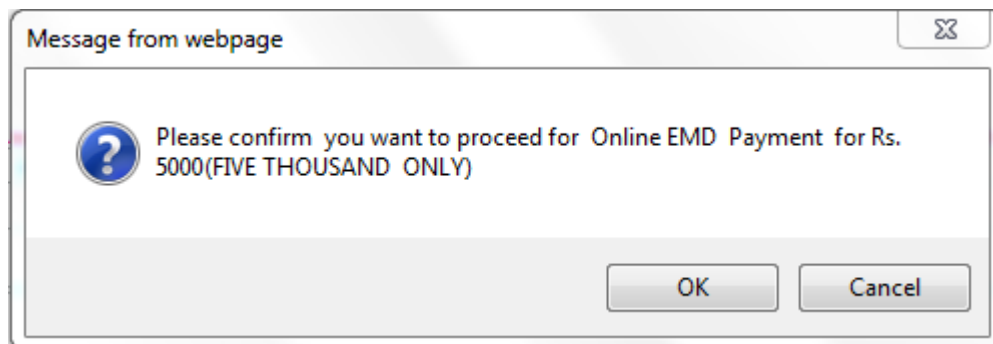 Message from webpage
Please confirm  you want to proceed for  Online EMD  Payment  for Rs.
5000(FIVE THOUSAND  ONLY)
OK
Cancel